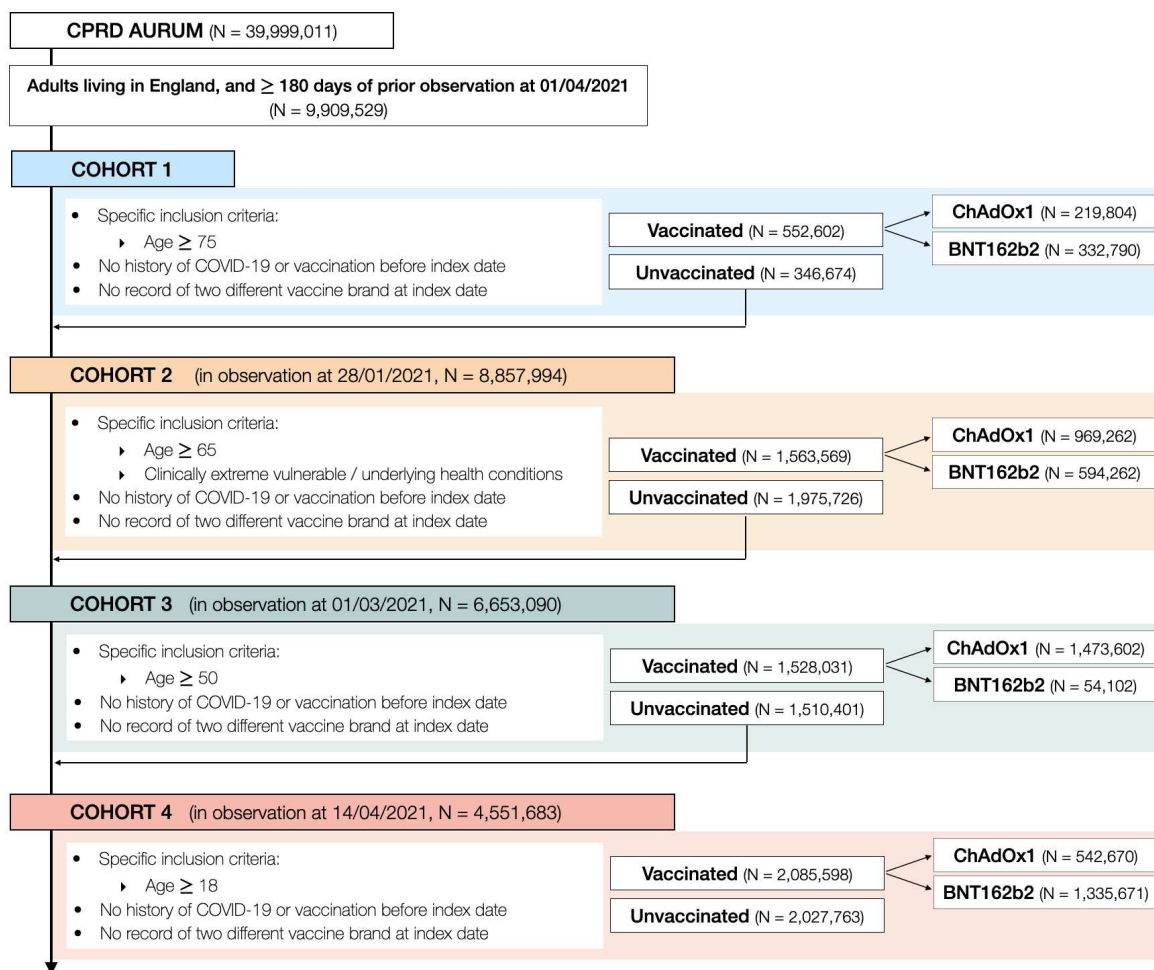 CPRD AURUM (N = 39,999,011)
Adults living in England, and ≥ 180 days of prior observation at 01/04/2021
(N = 9,909,529)
COHORT 1
• Specific inclusion criteria:
‣ Age ≥ 75
• No history of COVID-19 or vaccination before index date
• No record of two different vaccine brand at index date
Vaccinated (N = 552,602)
Unvaccinated (N = 346,674)
ChAdOx1 (N = 219,804)
BNT162b2 (N = 332,790)
COHORT 2 (in observation at 28/01/2021, N = 8,857,994)
• Specific inclusion criteria:
‣ Age ≥ 65
‣ Clinically extreme vulnerable / underlying health conditions
• No history of COVID-19 or vaccination before index date
• No record of two different vaccine brand at index date
Vaccinated (N = 1,563,569)
Unvaccinated (N = 1,975,726)
ChAdOx1 (N = 969,262)
BNT162b2 (N = 594,262)
COHORT 3 (in observation at 01/03/2021, N = 6,653,090)
• Specific inclusion criteria:
‣ Age ≥ 50
• No history of COVID-19 or vaccination before index date
• No record of two different vaccine brand at index date
Vaccinated (N = 1,528,031)
Unvaccinated (N = 1,510,401)
ChAdOx1 (N = 1,473,602)
BNT162b2 (N = 54,102)
COHORT 4 (in observation at 14/04/2021, N = 4,551,683)
• Specific inclusion criteria:
‣ Age ≥ 18
• No history of COVID-19 or vaccination before index date
• No record of two different vaccine brand at index date
Vaccinated (N = 2,085,598)
Unvaccinated (N = 2,027,763)
ChAdOx1 (N = 542,670)
BNT162b2 (N = 1,335,671)